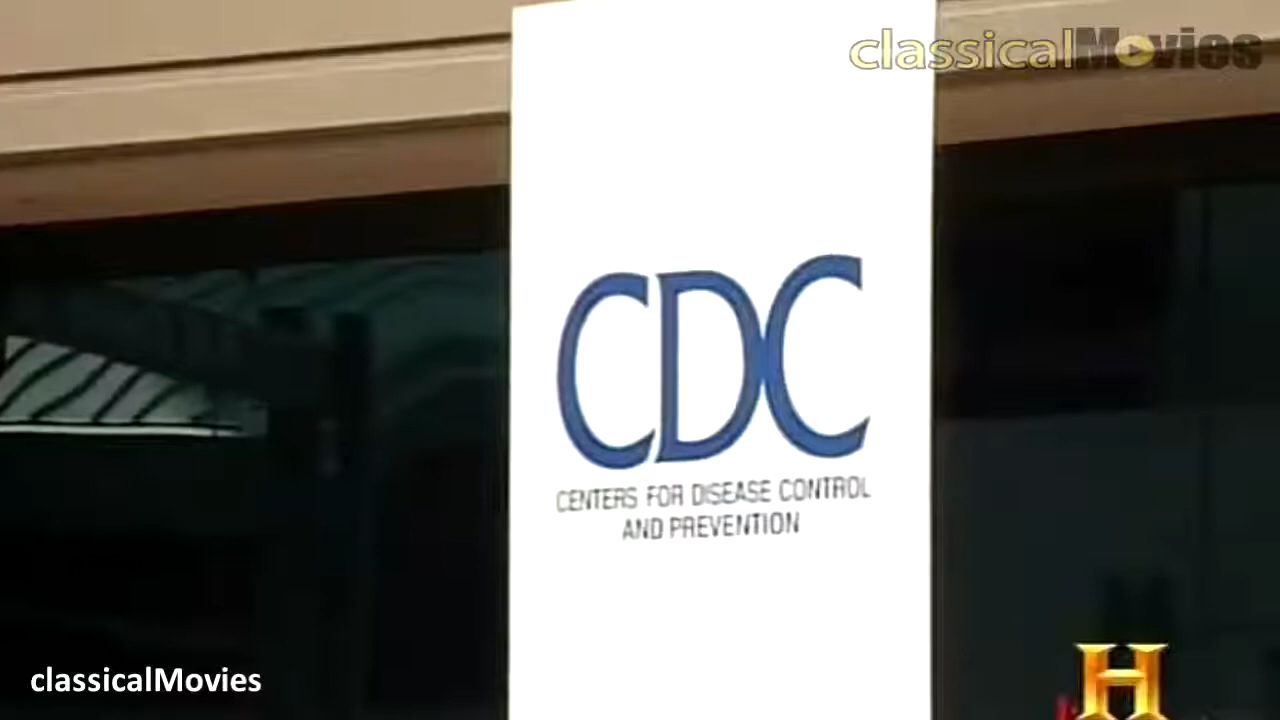 classicalMovies
CDC
CENTERS FOR DISEASE CONTROL
AND PREVENTION
classicalMovies
H